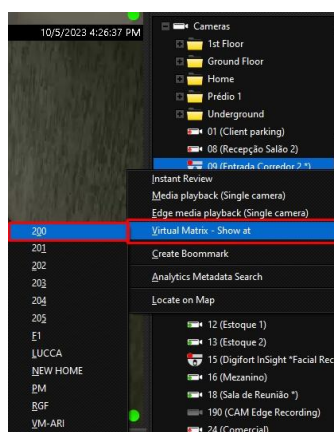 10/5/2023 4:26:37 PM
Cameras
1st Floor
Ground Floor
Home
Prédio 1
Underground
01 (Client parking)
08 (Recepção Salão 2)
09 (Entrada Corredor 2 *)
Instant Review
Media playback (Single camera)
Edge media playback (Single camera)
Virtual Matrix - Show at
Create Boommark
Analytics Metadata Search
Locate on Map
200
201
202
203
204
205
F1
LUCCA
NEW HOME
PM
RGF
VM-ARI
12 (Estoque 1)
13 (Estoque 2)
15 (Digifort InSight *Facial Rec
16 (Mezanino)
18 (Sala de Reunião *)
190 (CAM Edge Recording)
24 (Comercial)